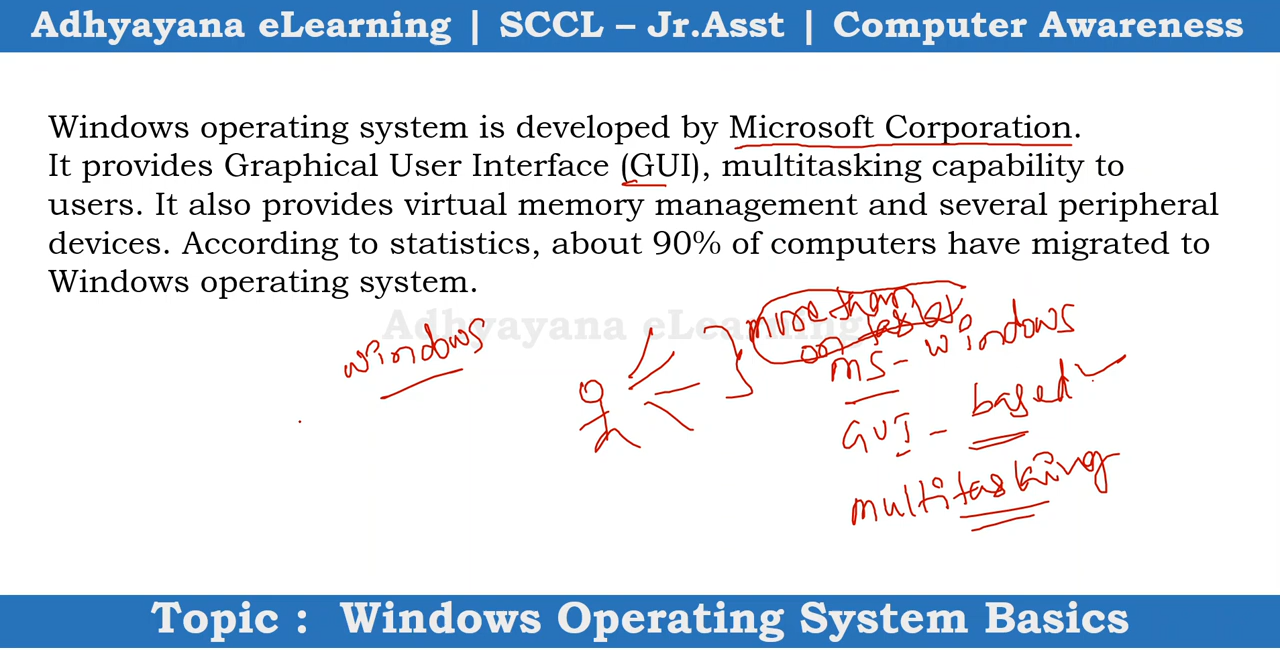 Adhyayana eLearning | SCCL – Jr.Asst | Computer Awareness
Windows operating system is developed by Microsoft Corporation.
It provides Graphical User Interface (GUI), multitasking capability to
users. It also provides virtual memory management and several peripheral
devices. According to statistics, about 90% of computers have migrated to
Windows operating system.
Adhyayana eLearning
windows
more than
on
MS - windows
GUI - based
multitasking
Topic : Windows Operating System Basics